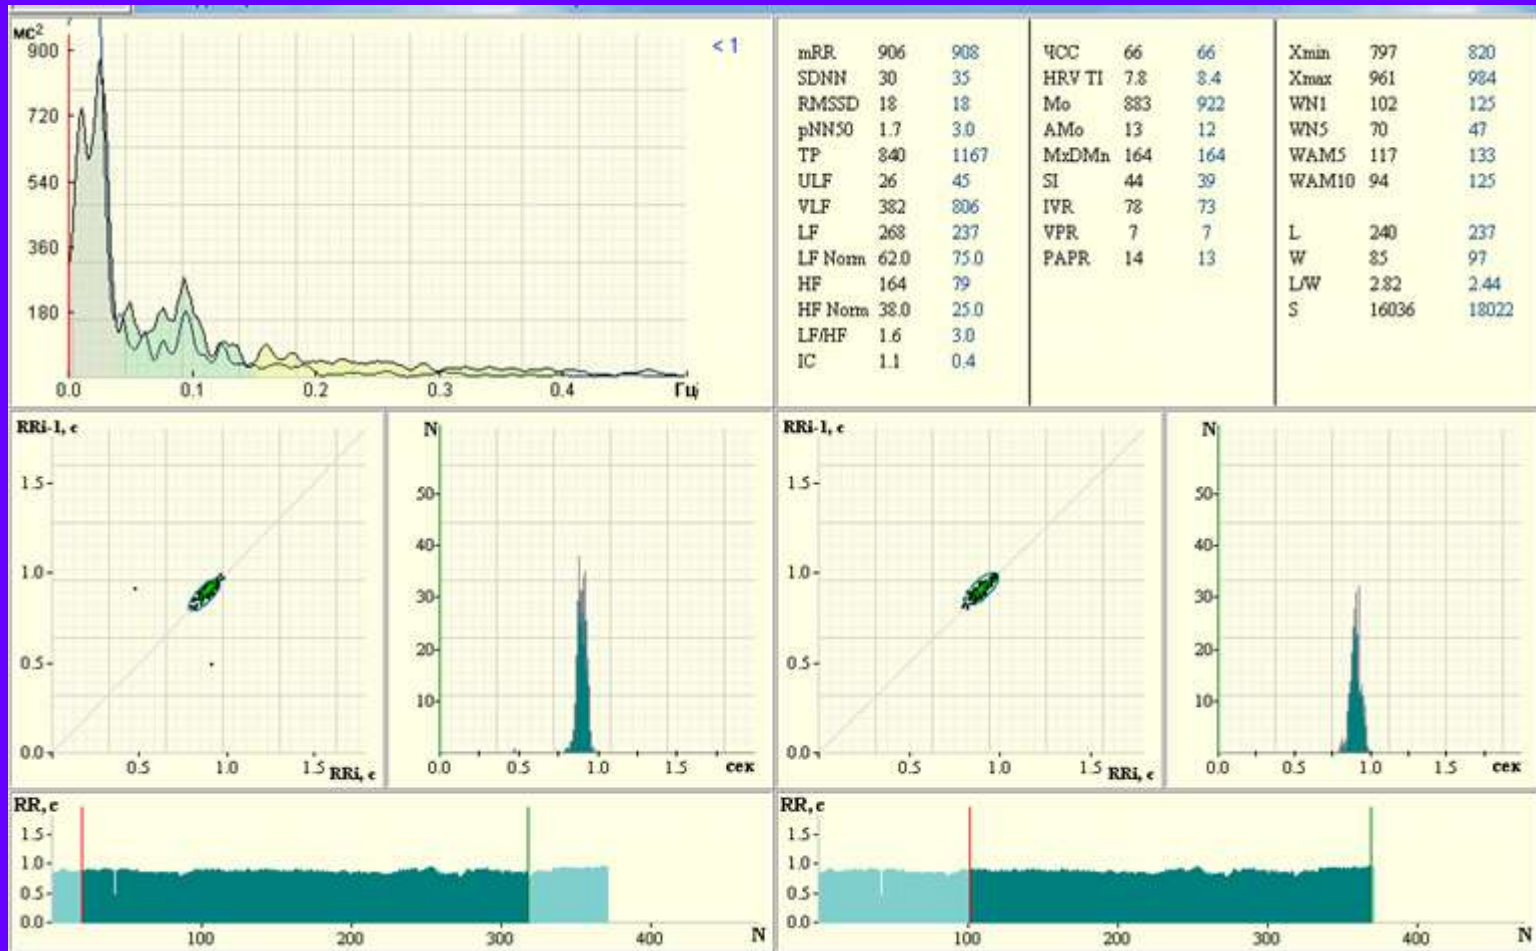 мс²
900
720
540
360
180
0.0 0.1 0.2 0.3 0.4 Гц
< 1
mRR 906 908
SDNN 30 35
RMSSD 18 18
pNN50 1.7 3.0
TP 840 1167
ULF 26 45
VLF 382 806
LF 268 237
LF Norm 62.0 75.0
HF 164 79
HF Norm 38.0 25.0
LF/HF 1.6 3.0
IC 1.1 0.4
ЧСС 66 66
HRV TI 7.8 8.4
Mo 883 922
AMo 13 12
MxDMn 164 164
SI 44 39
IVR 78 73
VPR 7 7
PAPR 14 13
Xmin 797 820
Xmax 961 984
WN1 102 125
WN5 70 47
WAM5 117 133
WAM10 94 125
L 240 237
W 85 97
L/W 2.82 2.44
S 16036 18022
RRi-1, с
1.5
1.0
0.5
0.0
0.5 1.0 1.5 RRi, с
N
50
40
30
20
10
0.0 0.5 1.0 1.5 сек
RRi-1, с
1.5
1.0
0.5
0.0
0.5 1.0 1.5 RRi, с
N
50
40
30
20
10
0.0 0.5 1.0 1.5 сек
RR, с
1.5
1.0
0.5
0.0
100 200 300 400 N
RR, с
1.5
1.0
0.5
0.0
100 200 300 400 N